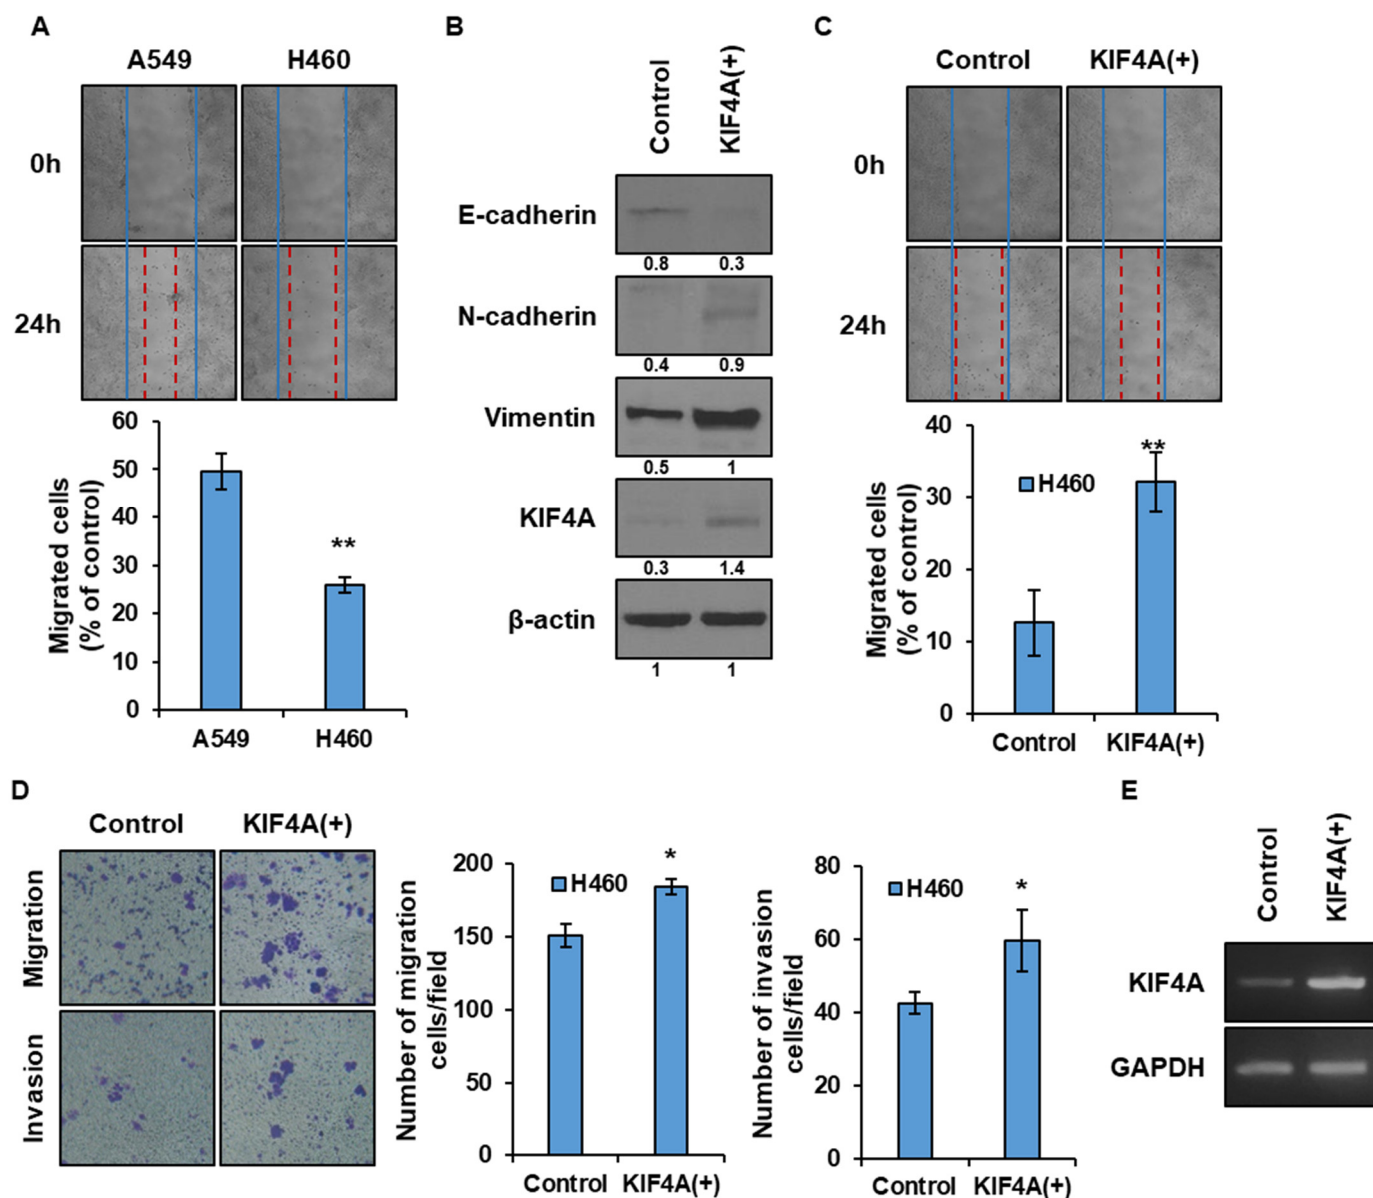 A
A549 H460
0h
24h
60
50
40
30
20
10
0
Migrated cells
(% of control)
**
A549 H460
B
Control
KIF4A(+)
E-cadherin
0.8 0.3
N-cadherin
0.4 0.9
Vimentin
0.5 1
KIF4A
0.3 1.4
β-actin
1 1
C
Control KIF4A(+)
0h
24h
40
30
20
10
0
Migrated cells
(% of control)
H460
**
Control KIF4A(+)
D
Control KIF4A(+)
Migration
Invasion
Number of migration
cells/field
200
150
100
50
0
H460
*
Control KIF4A(+)
Number of invasion
cells/field
80
60
40
20
0
H460
*
Control KIF4A(+)
E
Control
KIF4A(+)
KIF4A
GAPDH